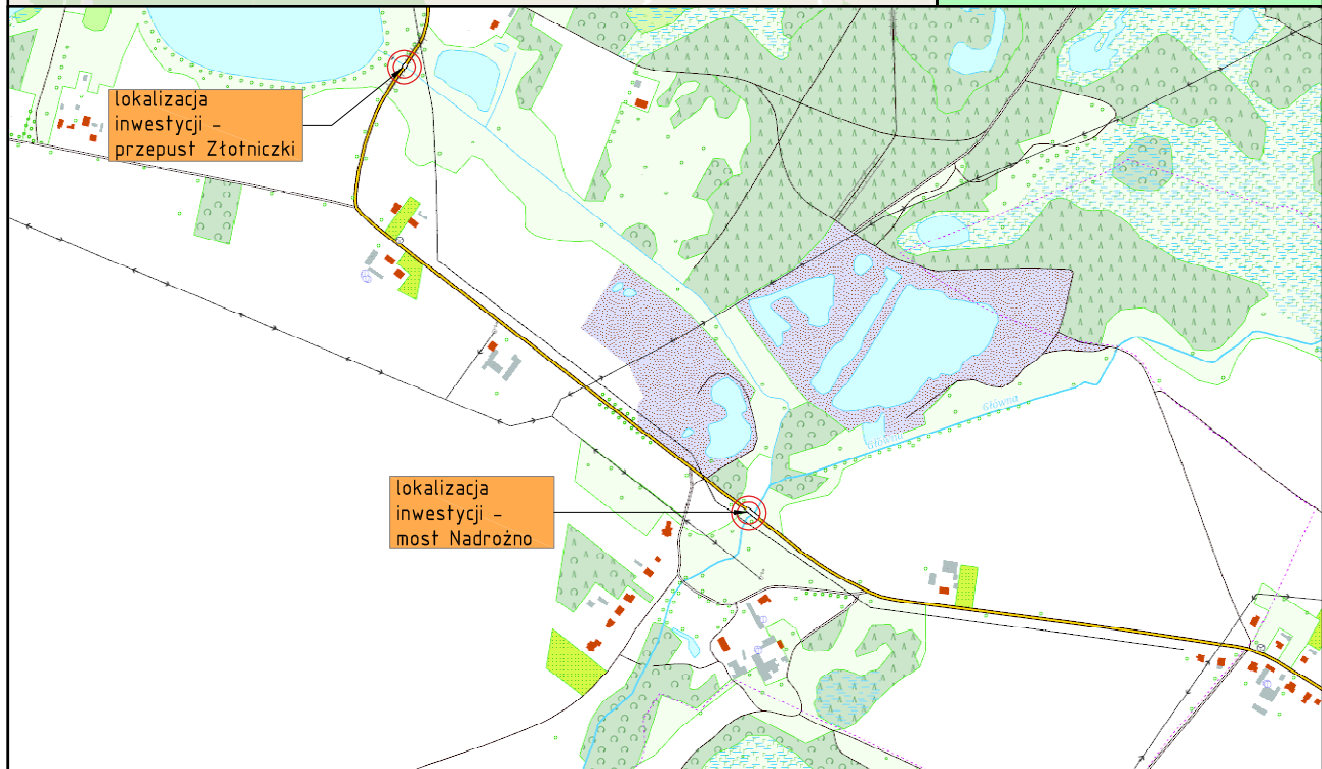 lokalizacja
inwestycji -
przepust Złotniczki
Główna
Główna
lokalizacja
inwestycji -
most Nadrożno